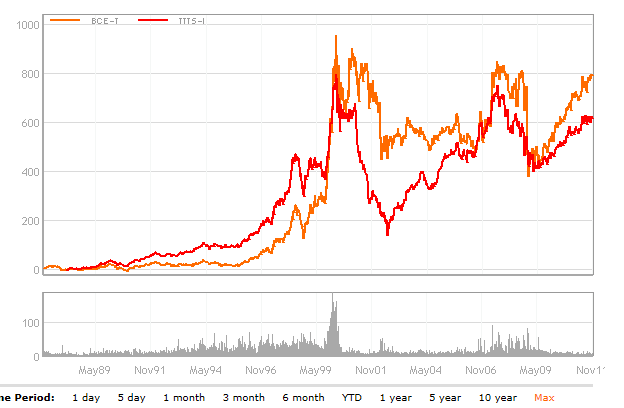 BCE-T TTTS-I
1000
800
600
400
200
0
100
0
May89 Nov91 May94 Nov96 May99 Nov01 May04 Nov06 May09 Nov11
ne Period: 1 day 5 day 1 month 3 month 6 month YTD 1 year 5 year 10 year Max